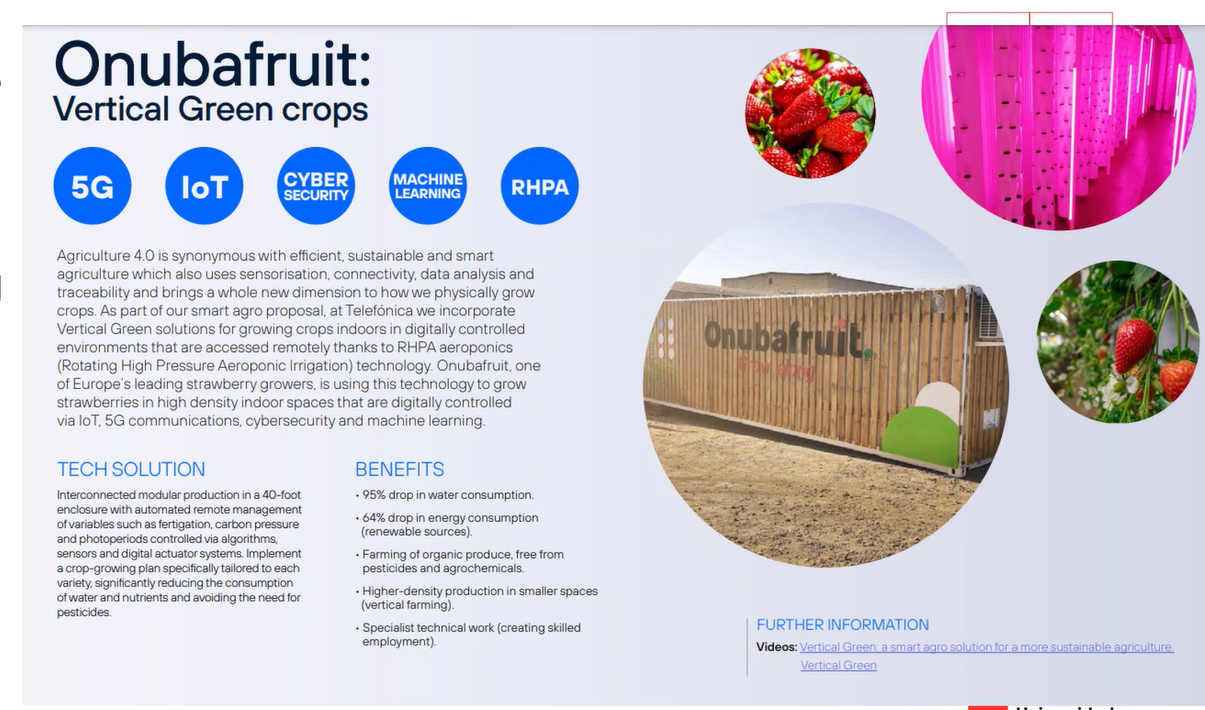 Onubafruit:
Vertical Green crops
5G
IoT
CYBER
SECURITY
MACHINE
LEARNING
RHPA
Agriculture 4.0 is synonymous with efficient, sustainable and smart
agriculture which also uses sensorisation, connectivity, data analysis and
traceability and brings a whole new dimension to how we physically grow
crops. As part of our smart agro proposal, at Telefónica we incorporate
Vertical Green solutions for growing crops indoors in digitally controlled
environments that are accessed remotely thanks to RHPA aeroponics
(Rotating High Pressure Aeroponic Irrigation) technology. Onubafruit, one
of Europe's leading strawberry growers, is using this technology to grow
strawberries in high density indoor spaces that are digitally controlled
via IoT, 5G communications, cybersecurity and machine learning.
TECH SOLUTION
Interconnected modular production in a 40-foot
enclosure with automated remote management
of variables such as fertigation, carbon pressure
and photoperiods controlled via algorithms,
sensors and digital actuator systems. Implement
a crop-growing plan specifically tailored to each
variety, significantly reducing the consumption
of water and nutrients and avoiding the need for
pesticides.
BENEFITS
• 95% drop in water consumption.
• 64% drop in energy consumption
(renewable sources).
• Farming of organic produce, free from
pesticides and agrochemicals.
• Higher-density production in smaller spaces
(vertical farming).
• Specialist technical work (creating skilled
employment).
Onubafruit.
Grow along
FURTHER INFORMATION
Videos: Vertical Green: a smart agro solution for a more sustainable agriculture.
Vertical Green